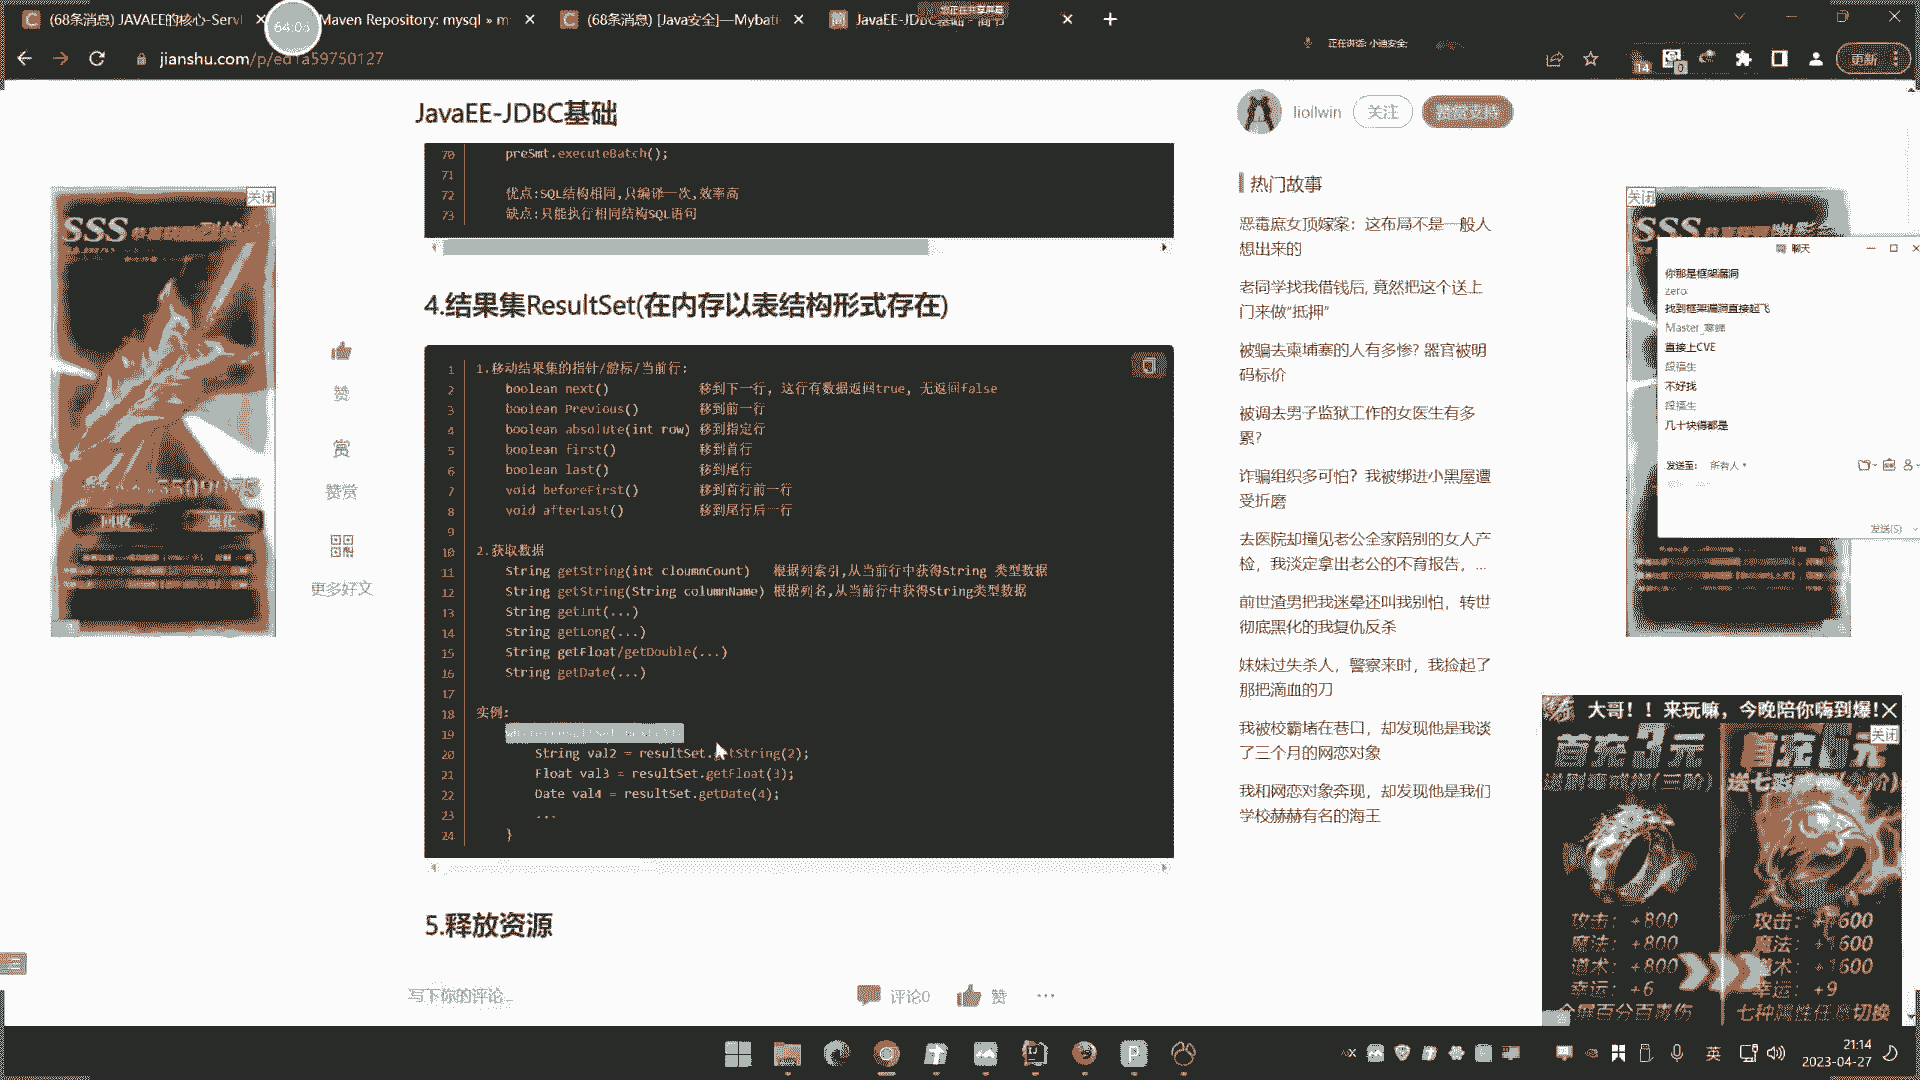 (68条消息) JAVAEE的核心-Servl
64:05
Maven Repository: mysql » m
(68条消息) [Java安全]—Mybati
JavaEE-JDBC基础 - 简书
您正在共享屏幕
正在讲话: 小迪安全;
jianshu.com/p/ed1a59750127
14
0
更新
JavaEE-JDBC基础
70 preSmt.executeBatch();
71
72 优点:SQL结构相同,只编译一次,效率高
73 缺点:只能执行相同结构SQL语句
4.结果集ResultSet(在内存以表结构形式存在)
1 1.移动结果集的指针/游标/当前行:
2 boolean next() 移到下一行, 这行有数据返回true, 无返回false
3 boolean Previous() 移到前一行
4 boolean absolute(int row) 移到指定行
5 boolean first() 移到首行
6 boolean last() 移到尾行
7 void beforeFirst() 移到首行前一行
8 void afterLast() 移到尾行后一行
9
10 2.获取数据
11 String getString(int cloumnCount) 根据列索引,从当前行中获得String 类型数据
12 String getString(String columnName) 根据列名,从当前行中获得String类型数据
13 String getInt(...)
14 String getLong(...)
15 String getFloat/getDouble(...)
16 String getDate(...)
17
18 实例:
19
20 String val2 = resultSet.getString(2);
21 Float val3 = resultSet.getFloat(3);
22 Date val4 = resultSet.getDate(4);
23 ...
24 }
5.释放资源
写下你的评论...
评论0
赞
赞
赏
赞赏
更多好文
关闭
SSS
回收
强化
liollwin
关注
赞赏支持
热门故事
恶毒庶女顶嫁案：这布局不是一般人
想出来的
老同学找我借钱后, 竟然把这个送上
门来做“抵押”
被骗去柬埔寨的人有多惨? 器官被明
码标价
被调去男子监狱工作的女医生有多
累?
诈骗组织多可怕? 我被绑进小黑屋遭
受折磨
去医院却撞见老公全家陪别的女人产
检，我淡定拿出老公的不育报告，...
前世渣男把我迷晕还叫我别怕，转世
彻底黑化的我复仇反杀
妹妹过失杀人，警察来时，我捡起了
那把滴血的刀
我被校霸堵在巷口，却发现他是我谈
了三个月的网恋对象
我和网恋对象奔现，却发现他是我们
学校赫赫有名的海王
关闭
SSS
聊天
你那是框架漏洞
zero:
找到框架漏洞直接起飞
直接上CVE
段福生
不好找
段福生
几十块得都是
发送至: 所有人
发送(S)
大哥！！来玩嘛，今晚陪你嗨到爆!
关闭
首充3元
首充6元
攻击：+800
魔法：+800
道术：+800
幸运：+6
攻击：+1600
魔法：+1600
道术：+1600
幸运：+9
七种属性任意切换
英
21:14
2023-04-27